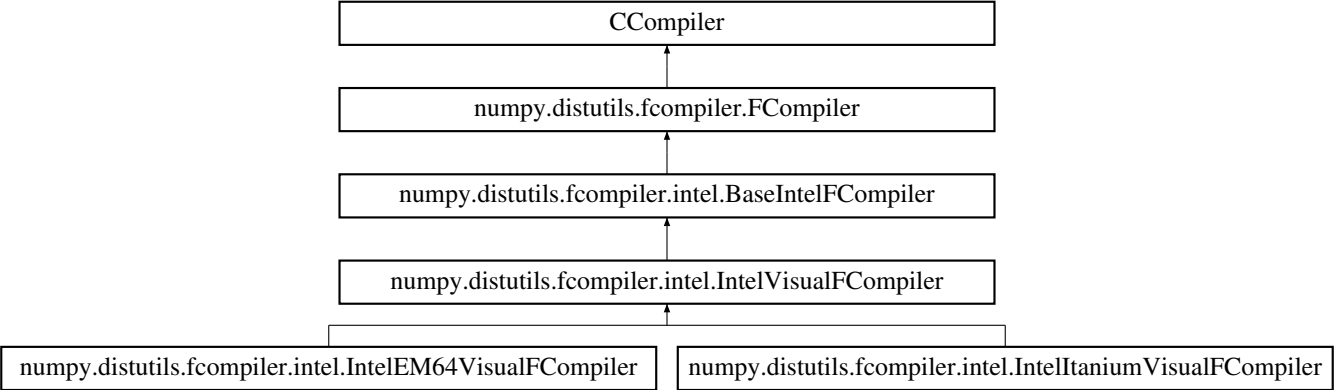 CCompiler
numpy.distutils.fcompiler.FCompiler
numpy.distutils.fcompiler.intel.BaseIntelFCompiler
numpy.distutils.fcompiler.intel.IntelVisualFCompiler
numpy.distutils.fcompiler.intel.IntelEM64VisualFCompiler
numpy.distutils.fcompiler.intel.IntelItaniumVisualFCompiler